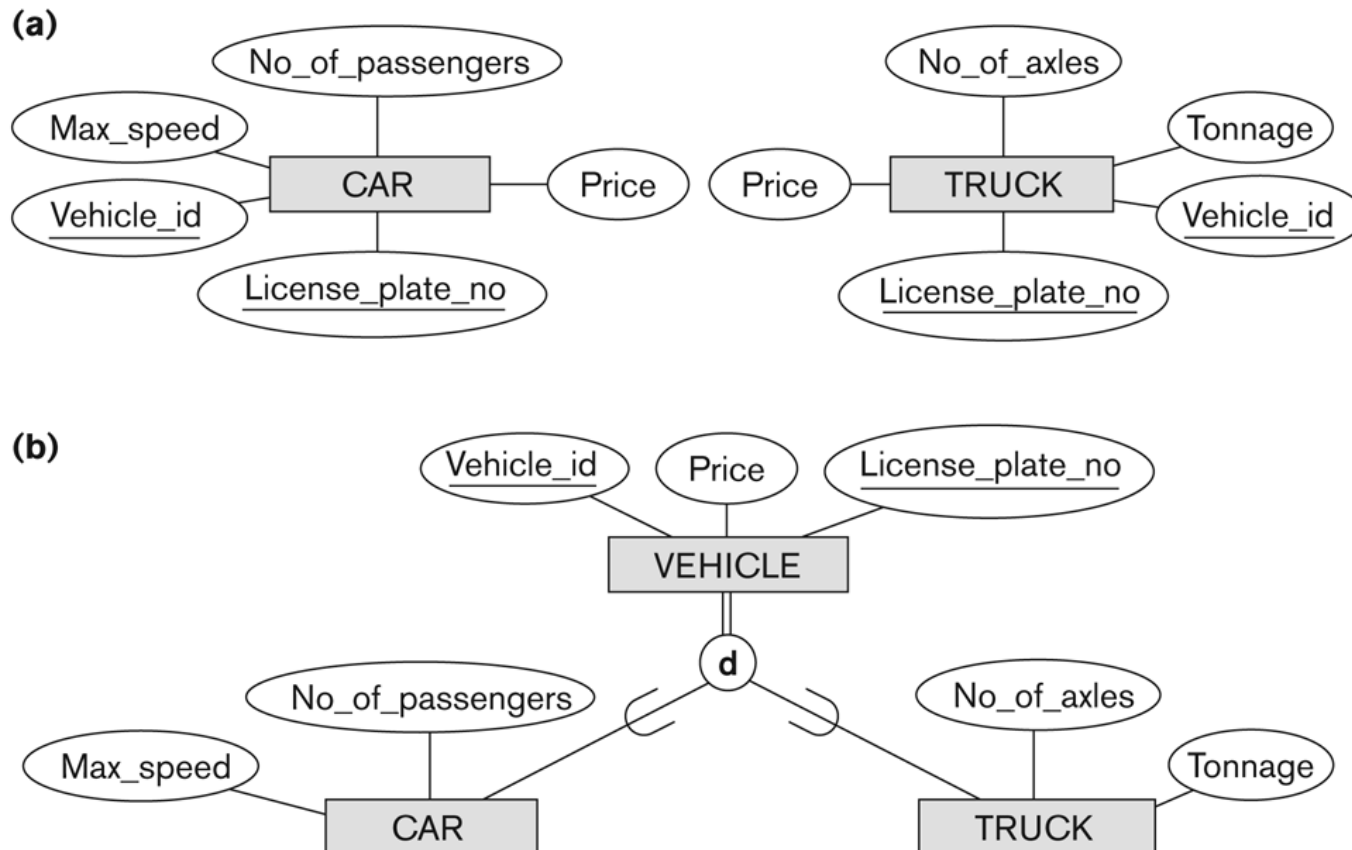 (a)
No_of_passengers
No_of_axles
Max_speed
Tonnage
CAR
Price
Price
TRUCK
Vehicle_id
Vehicle_id
License_plate_no
License_plate_no
(b)
Vehicle_id
Price
License_plate_no
VEHICLE
d
No_of_passengers
No_of_axles
Max_speed
Tonnage
CAR
TRUCK